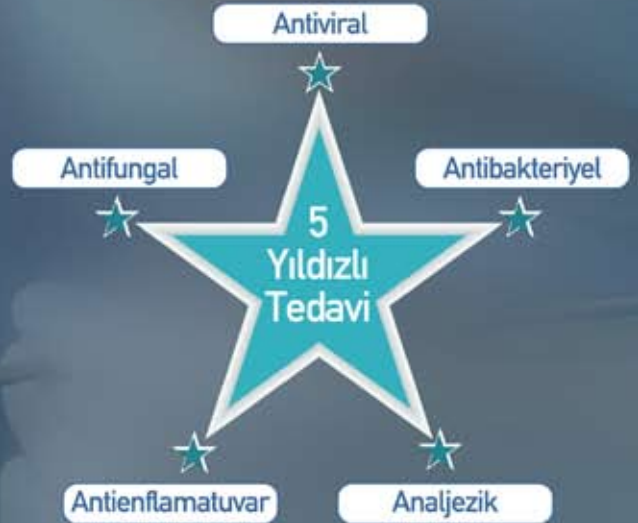 Antiviral
Antifungal
Antibakteriyel
5
Yıldızlı
Tedavi
Antienflamatuvar
Analjezik